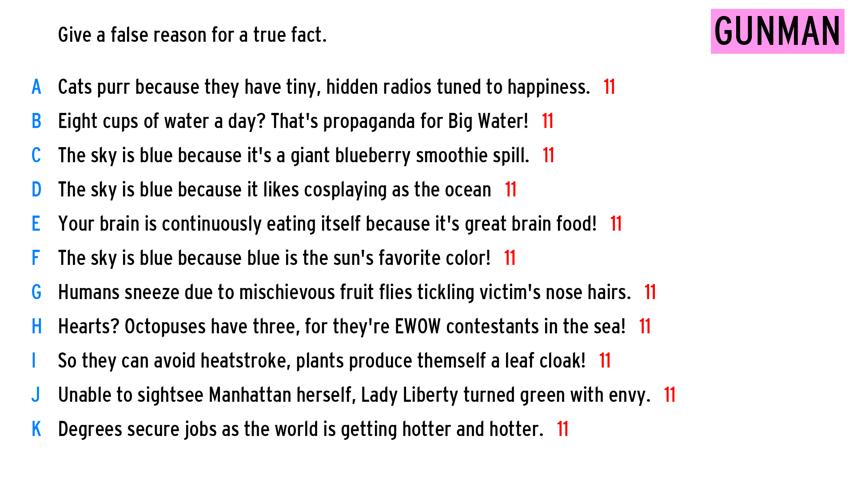 Give a false reason for a true fact.
GUNMAN
A Cats purr because they have tiny, hidden radios tuned to happiness. 11
B Eight cups of water a day? That's propaganda for Big Water! 11
C The sky is blue because it's a giant blueberry smoothie spill. 11
D The sky is blue because it likes cosplaying as the ocean 11
E Your brain is continuously eating itself because it's great brain food! 11
F The sky is blue because blue is the sun's favorite color! 11
G Humans sneeze due to mischievous fruit flies tickling victim's nose hairs. 11
H Hearts? Octopuses have three, for they're EWOW contestants in the sea! 11
I So they can avoid heatstroke, plants produce themself a leaf cloak! 11
J Unable to sightsee Manhattan herself, Lady Liberty turned green with envy. 11
K Degrees secure jobs as the world is getting hotter and hotter. 11